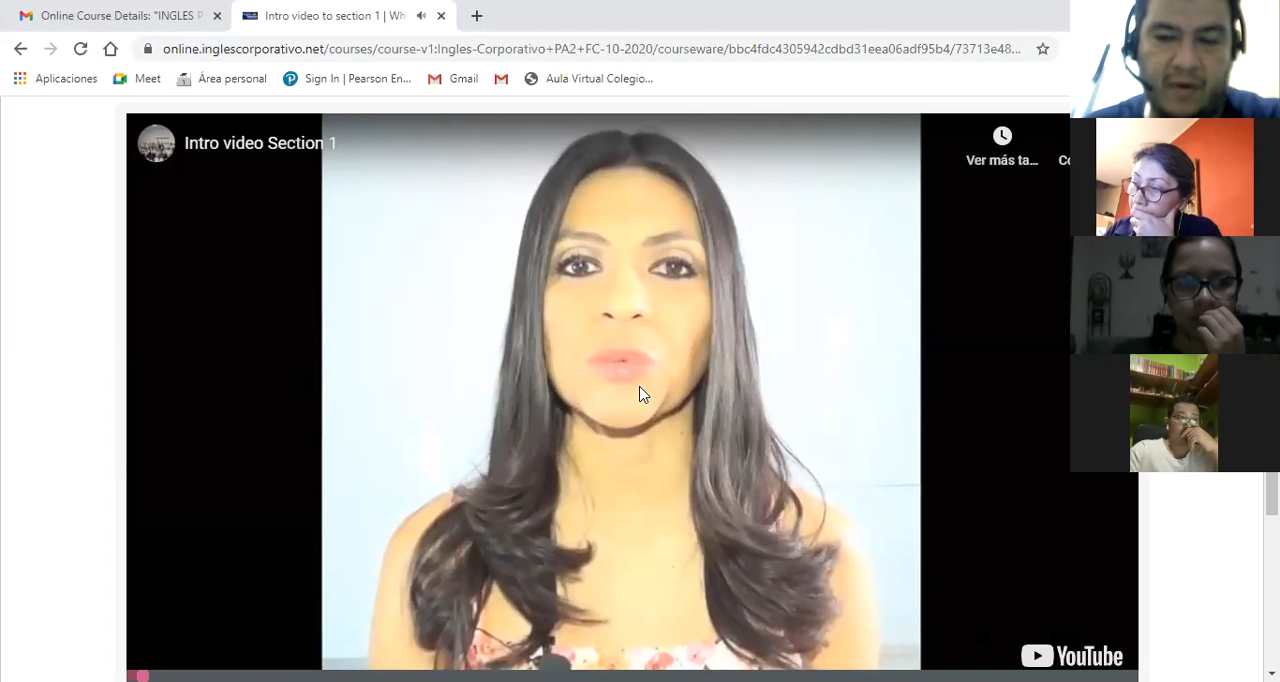 Online Course Details: "INGLES P
Intro video to section 1 | Wh
online.inglescorporativo.net/courses/course-v1:Ingles-Corporativo+PA2+FC-10-2020/courseware/bbc4fdc4305942cdbd31eea06adf95b4/73713e48...
Aplicaciones Meet Área personal Sign In | Pearson En... Gmail Aula Virtual Colegio...
Intro video Section 1
Ver más ta... Co
YouTube